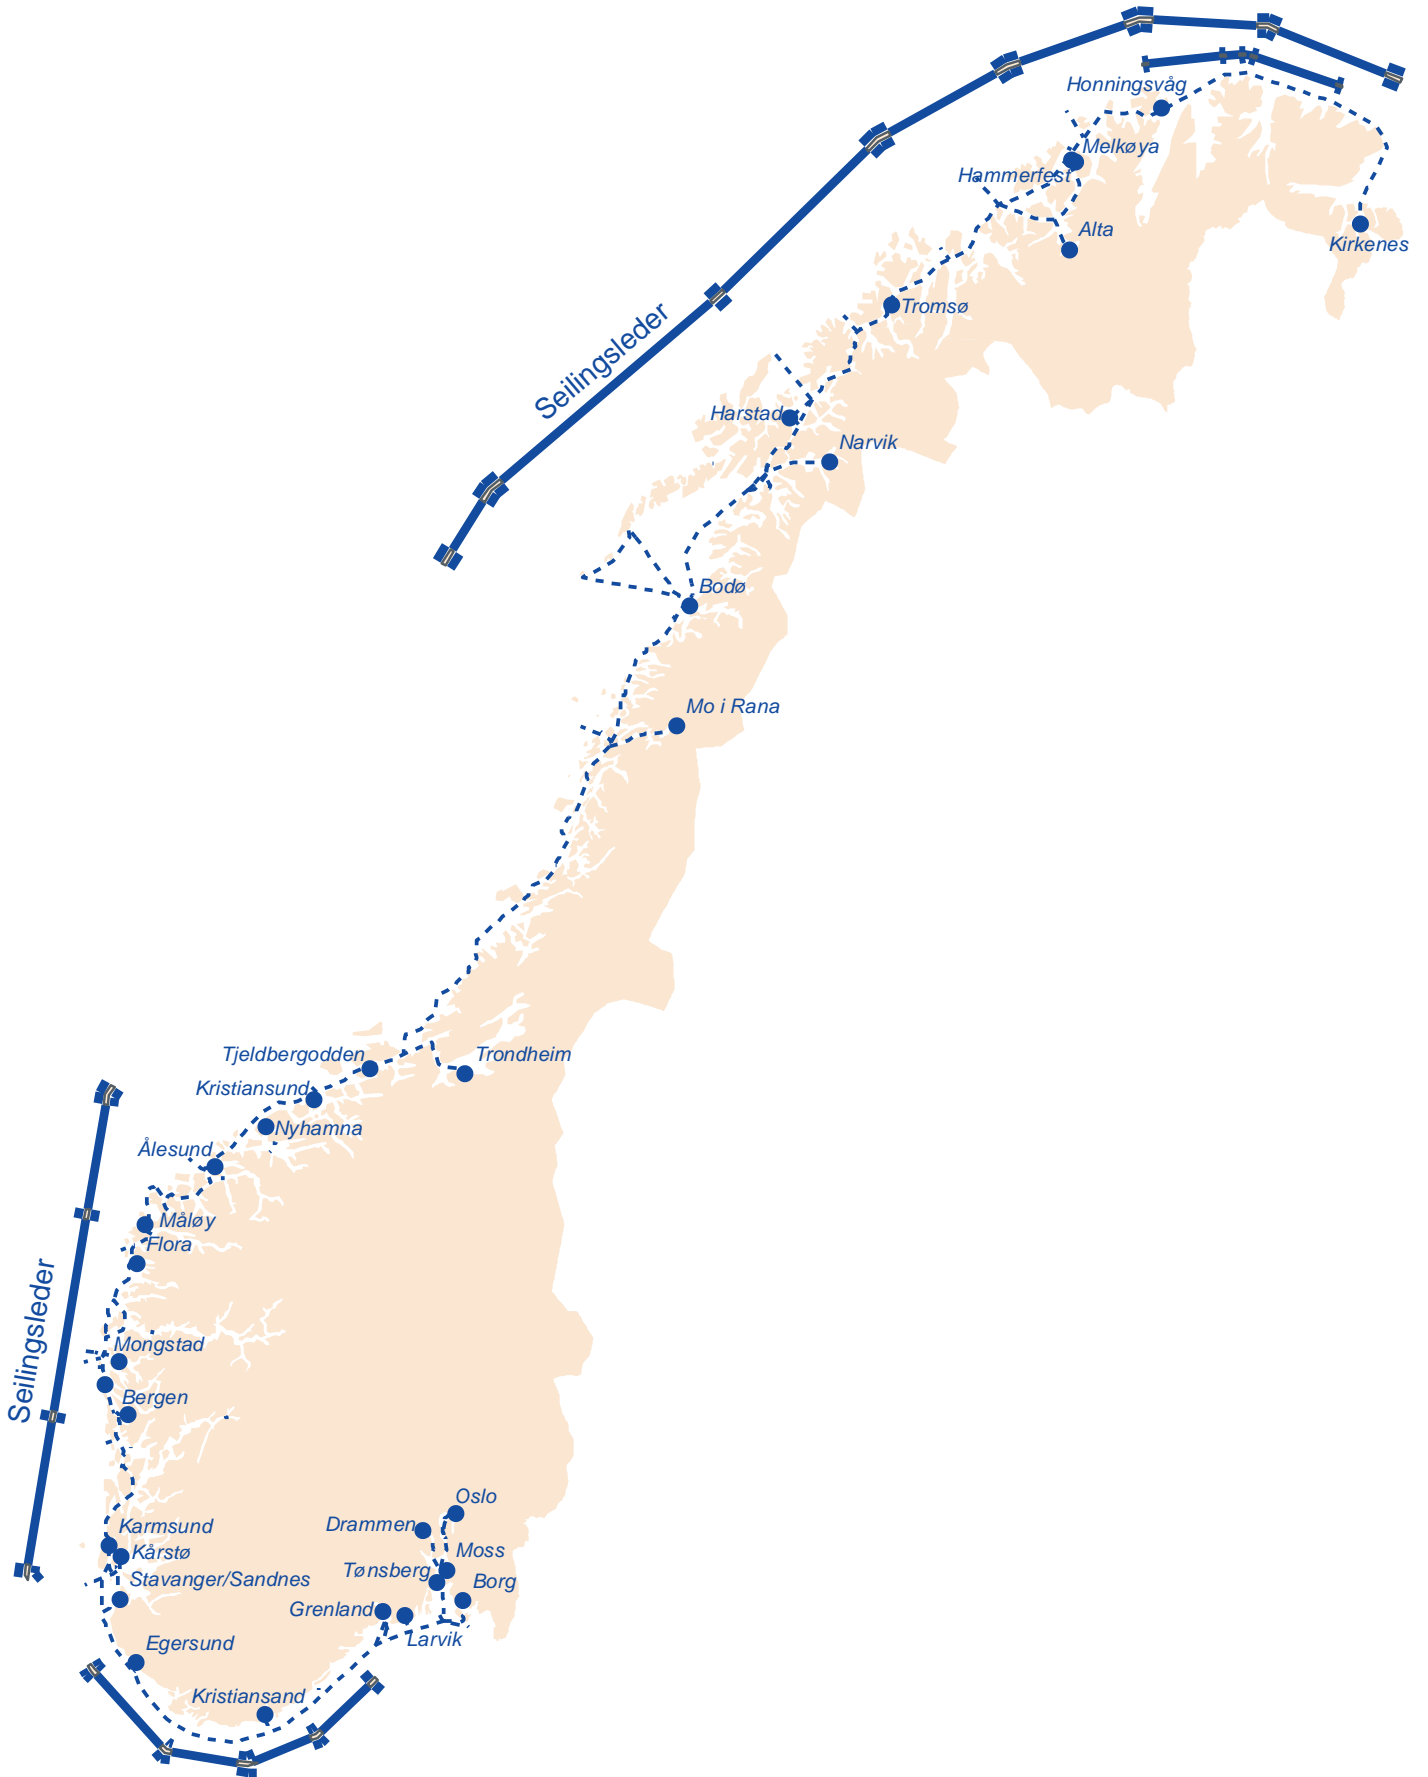 Honningsvåg
Melkøya
Hammerfest
Alta
Kirkenes
Tromsø
Seilingsleder
Harstad
Narvik
Bodø
Mo i Rana
Tjeldbergodden
Trondheim
Kristiansund
Nyhamna
Ålesund
Måløy
Flora
Seilingsleder
Mongstad
Bergen
Oslo
Drammen
Karmsund
Moss
Kårstø
Tønsberg
Stavanger/Sandnes
Borg
Grenland
Larvik
Egersund
Kristiansand